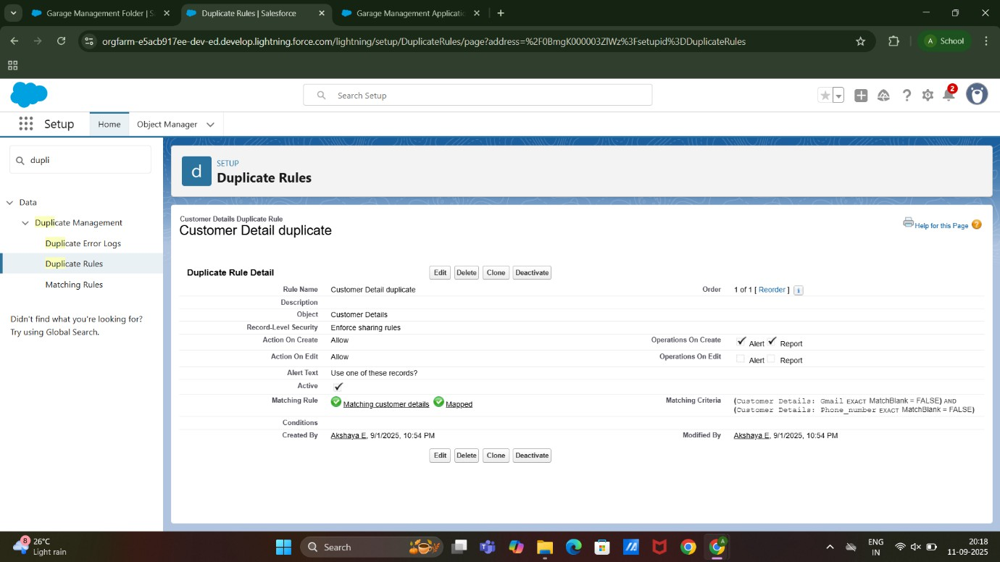 Garage Management Folder | S
Duplicate Rules | Salesforce
Garage Management Applicatio
orgfarm-e5acb917ee-dev-ed.develop.lightning.force.com/lightning/setup/DuplicateRules/page?address=%2F0BmgK000003ZlWz%3Fsetupid%3DDuplicateRules
A School
Search Setup
2
Setup
Home
Object Manager
dupli
Data
Duplicate Management
Duplicate Error Logs
Duplicate Rules
Matching Rules
Didn't find what you're looking for?
Try using Global Search.
d
SETUP
Duplicate Rules
Customer Details Duplicate Rule
Customer Detail duplicate
Help for this Page ?
Duplicate Rule Detail
Edit Delete Clone Deactivate
Rule Name Customer Detail duplicate Order 1 of 1 [ Reorder ] i
Description
Object Customer Details
Record-Level Security Enforce sharing rules
Action On Create Allow Operations On Create Alert Report
Action On Edit Allow Operations On Edit Alert Report
Alert Text Use one of these records?
Active
Matching Rule Matching customer details Mapped Matching Criteria (Customer Details: Gmail EXACT MatchBlank = FALSE) AND
(Customer Details: Phone_number EXACT MatchBlank = FALSE)
Conditions
Created By Akshaya E, 9/1/2025, 10:54 PM Modified By Akshaya E, 9/1/2025, 10:54 PM
Edit Delete Clone Deactivate
8
26°C
Light rain
Search
ENG
IN
20:18
11-09-2025